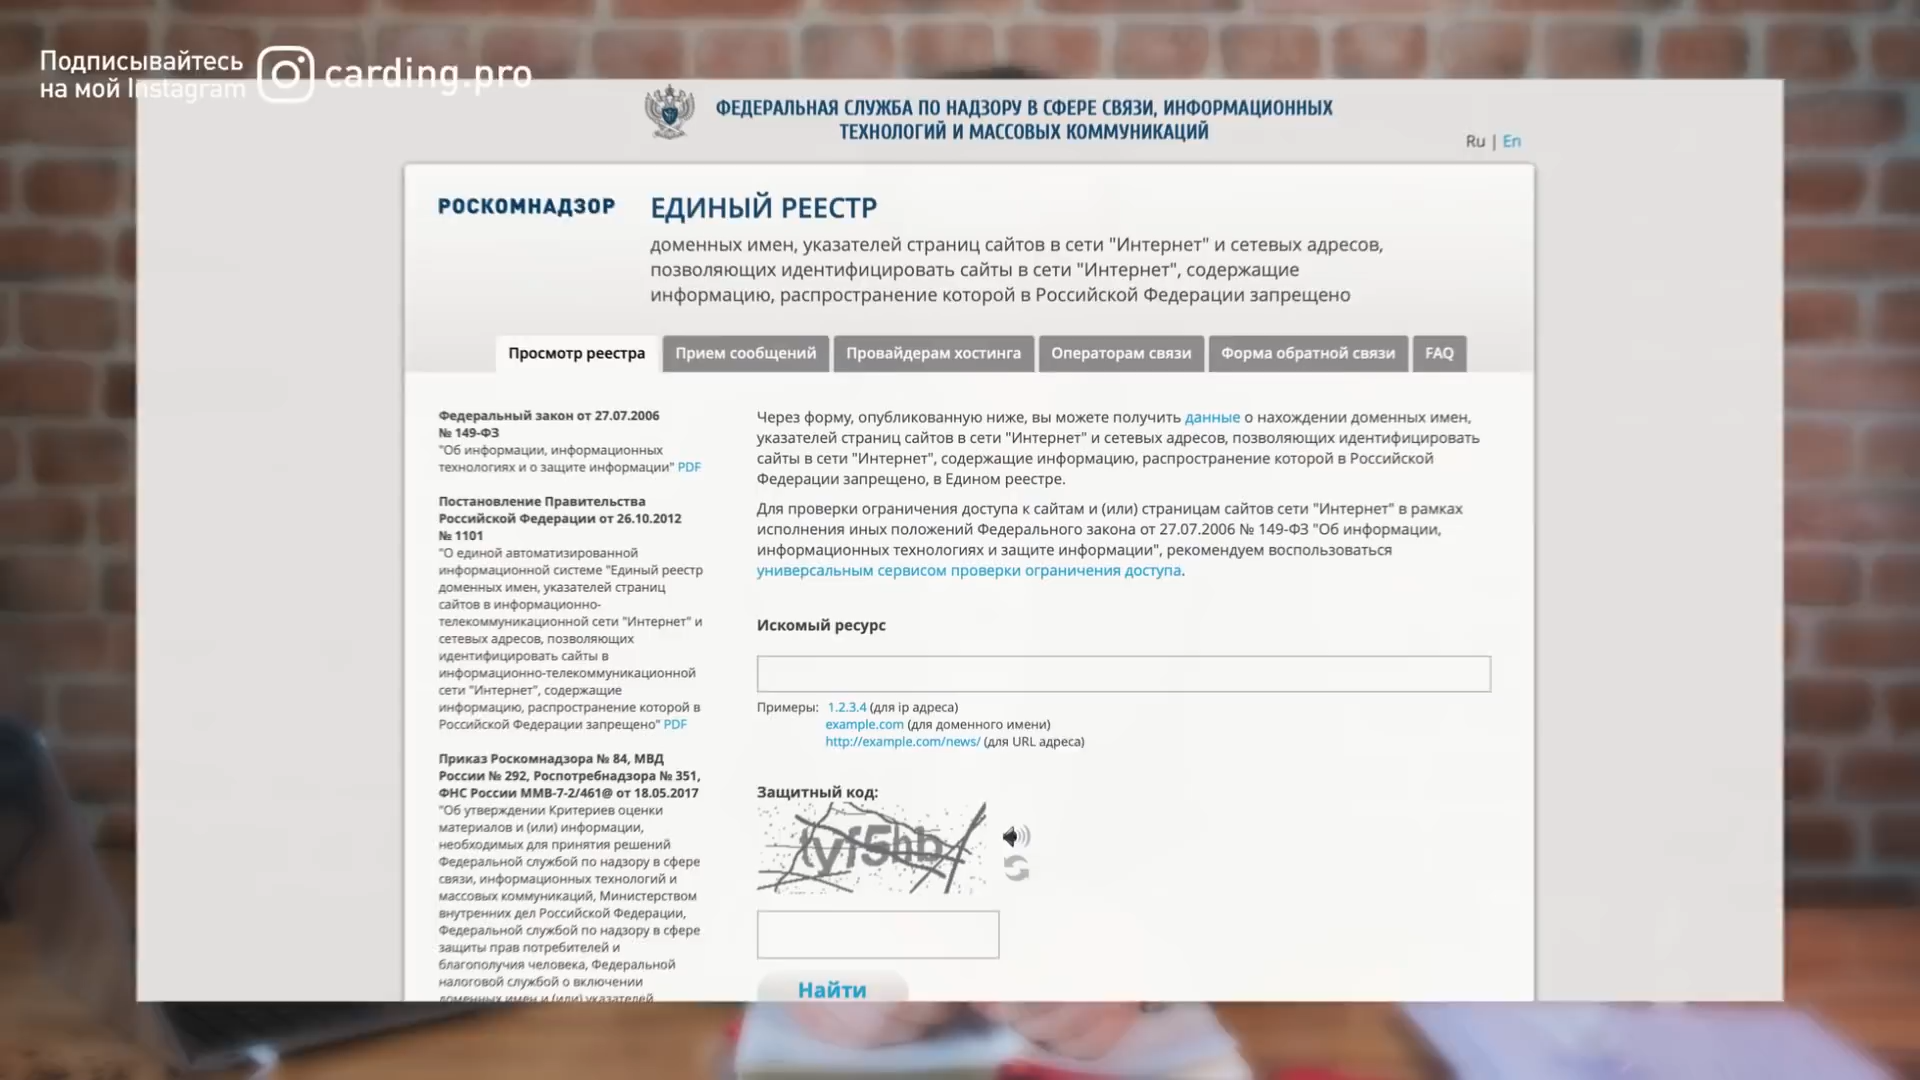 Подписывайтесь
на мой Instagram
carding.pro
ФЕДЕРАЛЬНАЯ СЛУЖБА ПО НАДЗОРУ В СФЕРЕ СВЯЗИ, ИНФОРМАЦИОННЫХ
ТЕХНОЛОГИЙ И МАССОВЫХ КОММУНИКАЦИЙ
Ru | En
РОСКОМНАДЗОР
ЕДИНЫЙ РЕЕСТР
доменных имен, указателей страниц сайтов в сети "Интернет" и сетевых адресов,
позволяющих идентифицировать сайты в сети "Интернет", содержащие
информацию, распространение которой в Российской Федерации запрещено
Просмотр реестра
Прием сообщений
Провайдерам хостинга
Операторам связи
Форма обратной связи
FAQ
Федеральный закон от 27.07.2006
№ 149-ФЗ
"Об информации, информационных
технологиях и о защите информации" PDF
Постановление Правительства
Российской Федерации от 26.10.2012
№ 1101
"О единой автоматизированной
информационной системе "Единый реестр
доменных имен, указателей страниц
сайтов в информационно-
телекоммуникационной сети "Интернет" и
сетевых адресов, позволяющих
идентифицировать сайты в
информационно-телекоммуникационной
сети "Интернет", содержащие
информацию, распространение которой в
Российской Федерации запрещено" PDF
Приказ Роскомнадзора № 84, МВД
России № 292, Роспотребнадзора № 351,
ФНС России ММВ-7-2/461@ от 18.05.2017
"Об утверждении Критериев оценки
материалов и (или) информации,
необходимых для принятия решений
Федеральной службой по надзору в сфере
связи, информационных технологий и
массовых коммуникаций, Министерством
внутренних дел Российской Федерации,
Федеральной службой по надзору в сфере
защиты прав потребителей и
благополучия человека, Федеральной
налоговой службой о включении
доменных имен и (или) указателей
Через форму, опубликованную ниже, вы можете получить данные о нахождении доменных имен,
указателей страниц сайтов в сети "Интернет" и сетевых адресов, позволяющих идентифицировать
сайты в сети "Интернет", содержащие информацию, распространение которой в Российской
Федерации запрещено, в Едином реестре.
Для проверки ограничения доступа к сайтам и (или) страницам сайтов сети "Интернет" в рамках
исполнения иных положений Федерального закона от 27.07.2006 № 149-ФЗ "Об информации,
информационных технологиях и защите информации", рекомендуем воспользоваться
универсальным сервисом проверки ограничения доступа.
Искомый ресурс
Примеры: 1.2.3.4 (для ip адреса)
example.com (для доменного имени)
http://example.com/news/ (для URL адреса)
Защитный код:
tyf5hb
Найти